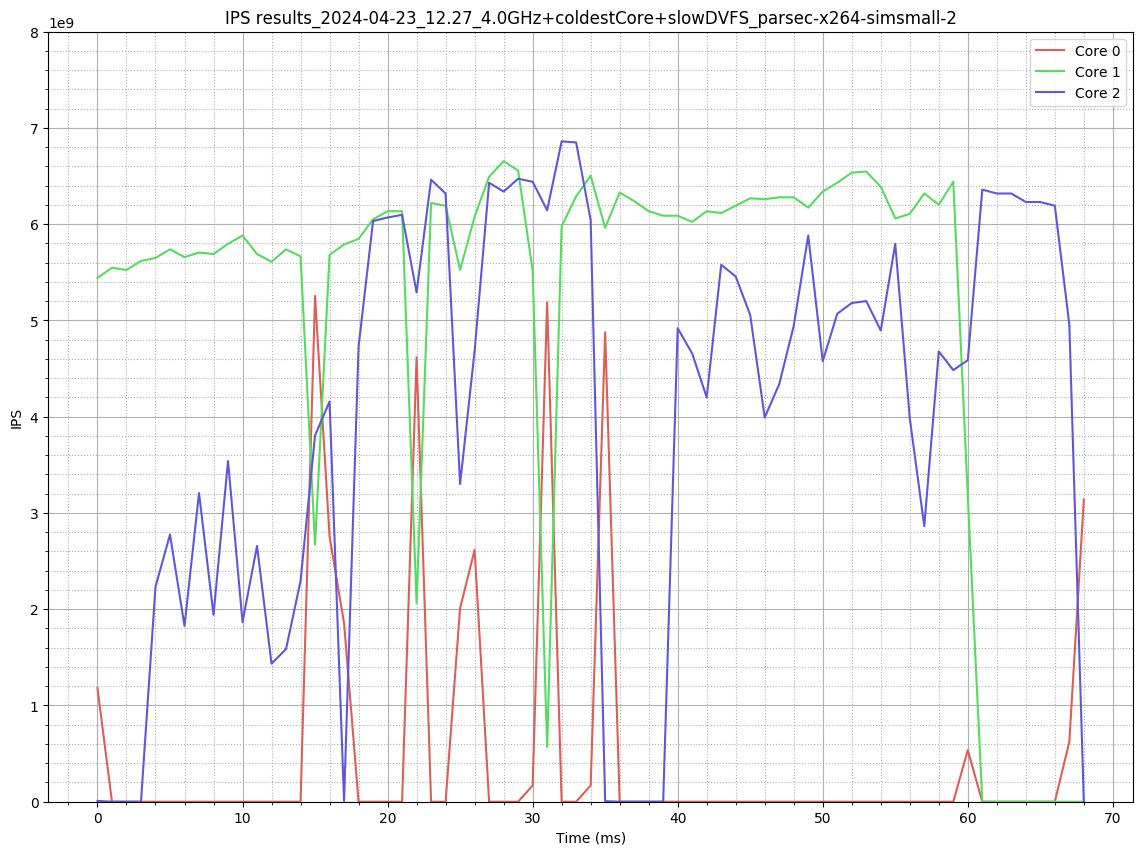 IPS results_2024-04-23_12.27_4.0GHz+coldestCore+slowDVFS_parsec-x264-simsmall-2
1e9
Core 0
Core 1
Core 2
8
7
6
5
4
3
2
1
0
IPS
0 10 20 30 40 50 60 70
Time (ms)